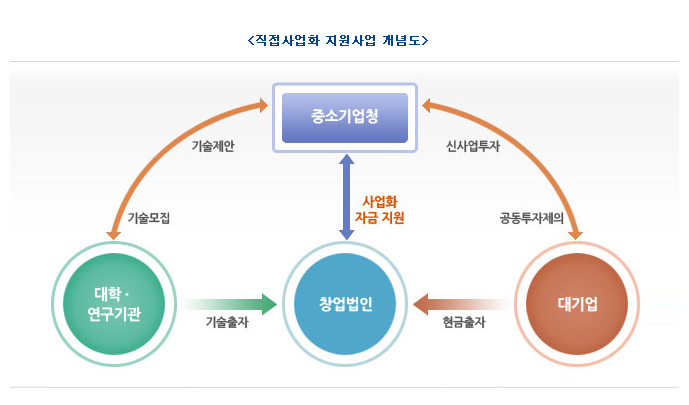 <직접사업화 지원사업 개념도>
중소기업청
기술제안
신사업투자
사업화
자금 지원
기술모집
공동투자제의
대학·
연구기관
창업법인
대기업
기술출자
현금출자